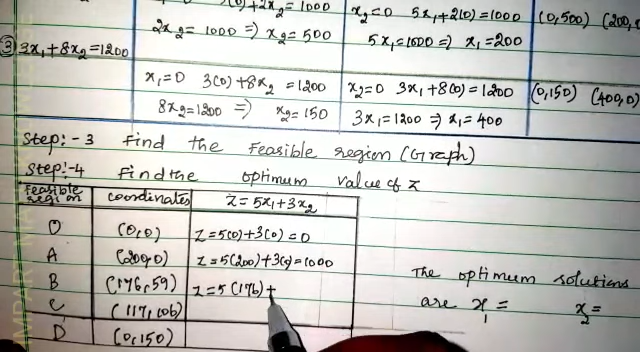 (0)+2x₂=1000 x₂=0 5x₁+2(0)=1000 (0,500) (200,
2x₂=1000 ⇒ x₂=500 5x₁=1000 ⇒ x₁=200
③ 3x₁+8x₂=1200
x₁=0 3(0)+8x₂=1200 x₂=0 3x₁+8(0)=1200 (0,150) (400,0)
8x₂=1200 ⇒ x₂=150 3x₁=1200 ⇒ x₁=400
Step:-3 Find the Feasible region (Graph)
Step:-4 Find the optimum value of Z
Feasible region coordinates Z=5x₁+3x₂
O (0,0) Z=5(0)+3(0)=0
A (200,0) Z=5(200)+3(0)=1000
B (176,59) Z=5(176)+
C (117,106)
D (0,150)
The optimum solutions
are x₁= x₂=